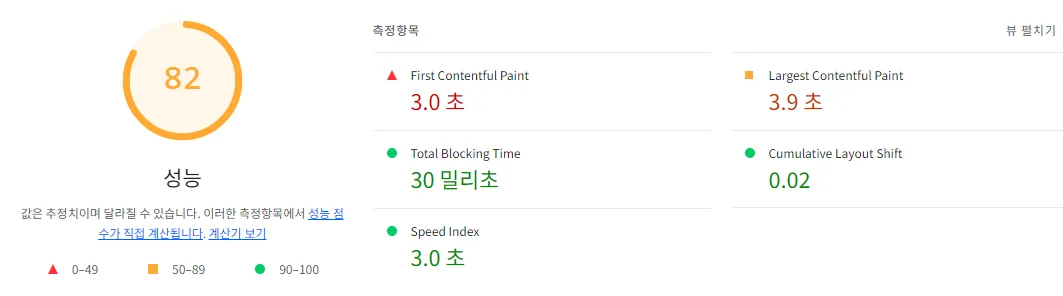 82
성능
값은 추정치이며 달라질 수 있습니다. 이러한 측정항목에서 성능 점
수가 직접 계산됩니다. 계산기 보기
0–49
50–89
90–100
측정항목
뷰 펼치기
First Contentful Paint
3.0 초
Largest Contentful Paint
3.9 초
Total Blocking Time
30 밀리초
Cumulative Layout Shift
0.02
Speed Index
3.0 초